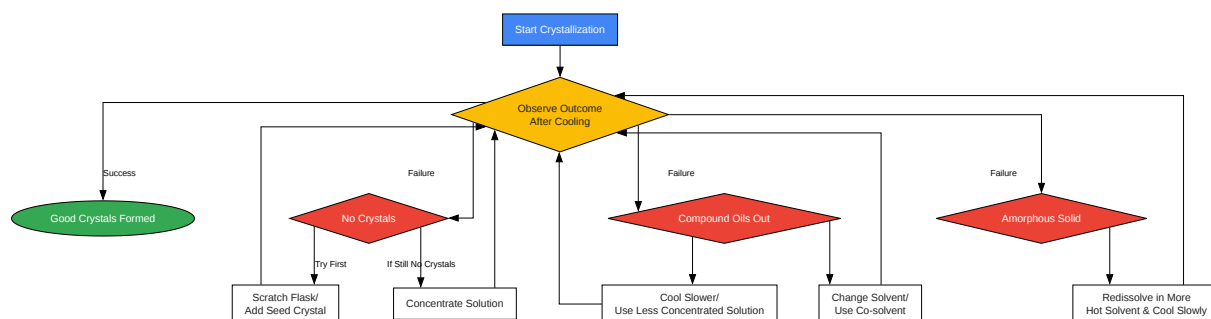 Start Crystallization
Observe Outcome
After Cooling
Success
Failure
Failure
Failure
Good Crystals Formed
No Crystals
Compound Oils Out
Amorphous Solid
Try First
If Still No Crystals
Scratch Flask/
Add Seed Crystal
Concentrate Solution
Cool Slower/
Use Less Concentrated Solution
Change Solvent/
Use Co-solvent
Redissolve in More
Hot Solvent & Cool Slowly